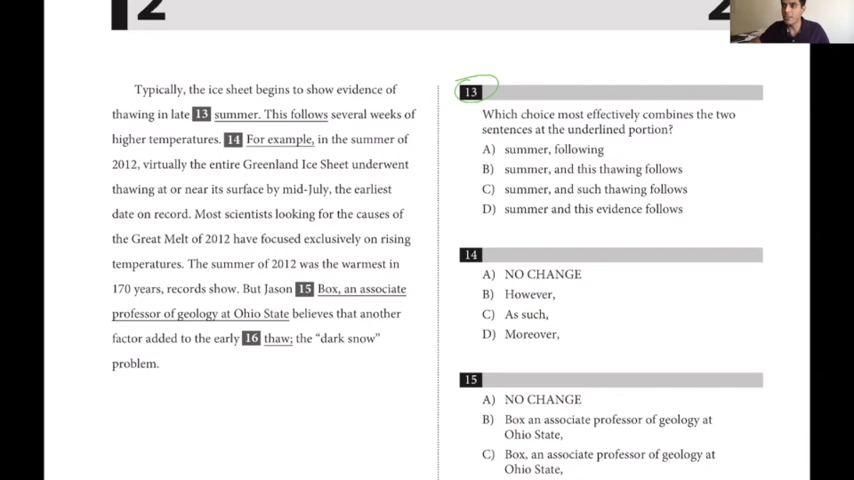 2
2
Typically, the ice sheet begins to show evidence of
thawing in late 13 summer. This follows several weeks of
higher temperatures. 14 For example, in the summer of
2012, virtually the entire Greenland Ice Sheet underwent
thawing at or near its surface by mid-July, the earliest
date on record. Most scientists looking for the causes of
the Great Melt of 2012 have focused exclusively on rising
temperatures. The summer of 2012 was the warmest in
170 years, records show. But Jason 15 Box, an associate
professor of geology at Ohio State believes that another
factor added to the early 16 thaw; the “dark snow”
problem.
13
Which choice most effectively combines the two
sentences at the underlined portion?
A) summer, following
B) summer, and this thawing follows
C) summer, and such thawing follows
D) summer and this evidence follows
14
A) NO CHANGE
B) However,
C) As such,
D) Moreover,
15
A) NO CHANGE
B) Box an associate professor of geology at
Ohio State,
C) Box, an associate professor of geology at
Ohio State,